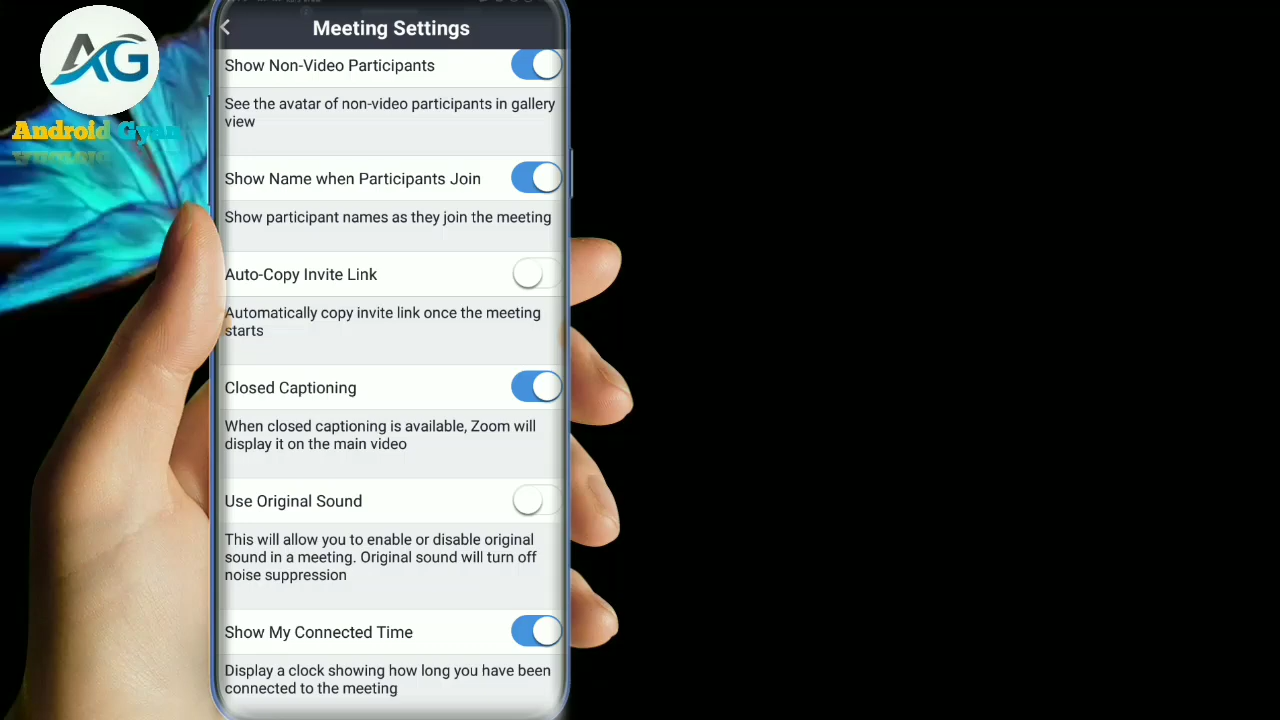 AG
Android Gyan
Meeting Settings
Show Non-Video Participants
See the avatar of non-video participants in gallery
view
Show Name when Participants Join
Show participant names as they join the meeting
Auto-Copy Invite Link
Automatically copy invite link once the meeting
starts
Closed Captioning
When closed captioning is available, Zoom will
display it on the main video
Use Original Sound
This will allow you to enable or disable original
sound in a meeting. Original sound will turn off
noise suppression
Show My Connected Time
Display a clock showing how long you have been
connected to the meeting